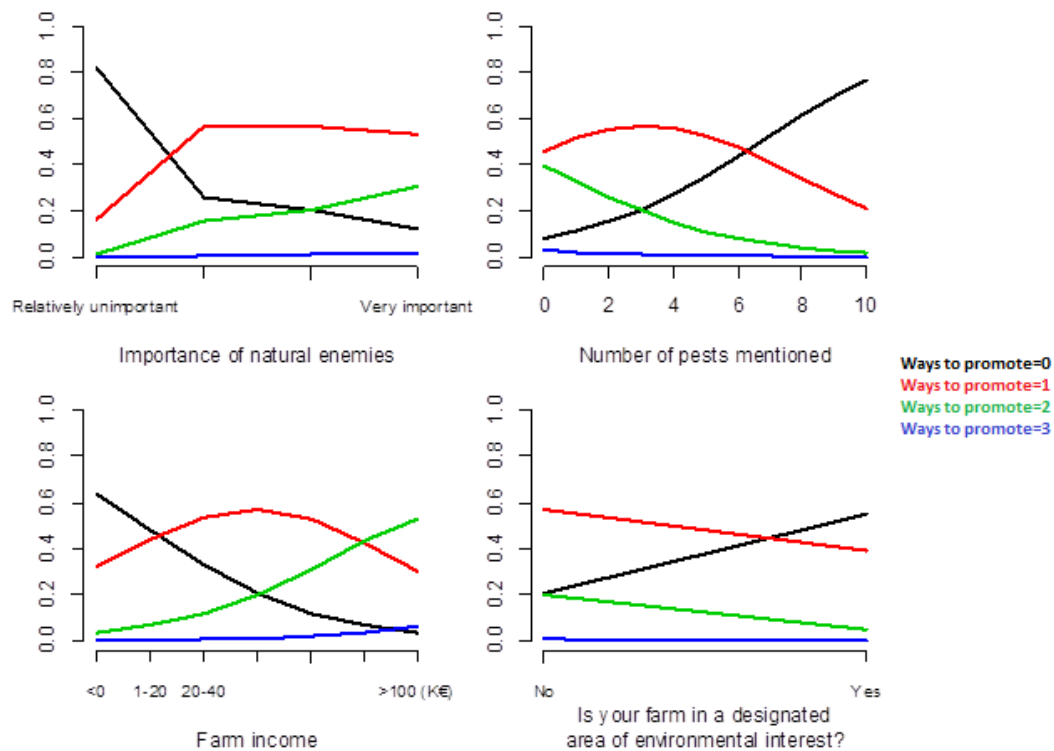 0.0 0.2 0.4 0.6 0.8 1.0
Relatively unimportant
Very important
Importance of natural enemies
0.0 0.2 0.4 0.6 0.8 1.0
0 2 4 6 8 10
Number of pests mentioned
Ways to promote=0
Ways to promote=1
Ways to promote=2
Ways to promote=3
0.0 0.2 0.4 0.6 0.8 1.0
<0 1-20 20-40 >100 (K€)
Farm income
0.0 0.2 0.4 0.6 0.8 1.0
No Yes
Is your farm in a designated
area of environmental interest?